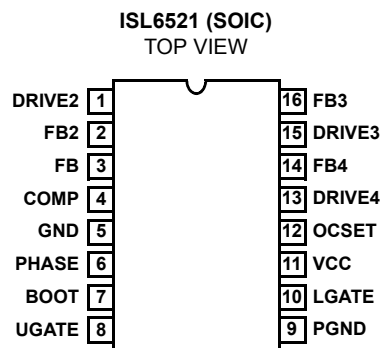 ISL6521 (SOIC)
TOP VIEW
DRIVE2 1 16 FB3
FB2 2 15 DRIVE3
FB 3 14 FB4
COMP 4 13 DRIVE4
GND 5 12 OCSET
PHASE 6 11 VCC
BOOT 7 10 LGATE
UGATE 8 9 PGND